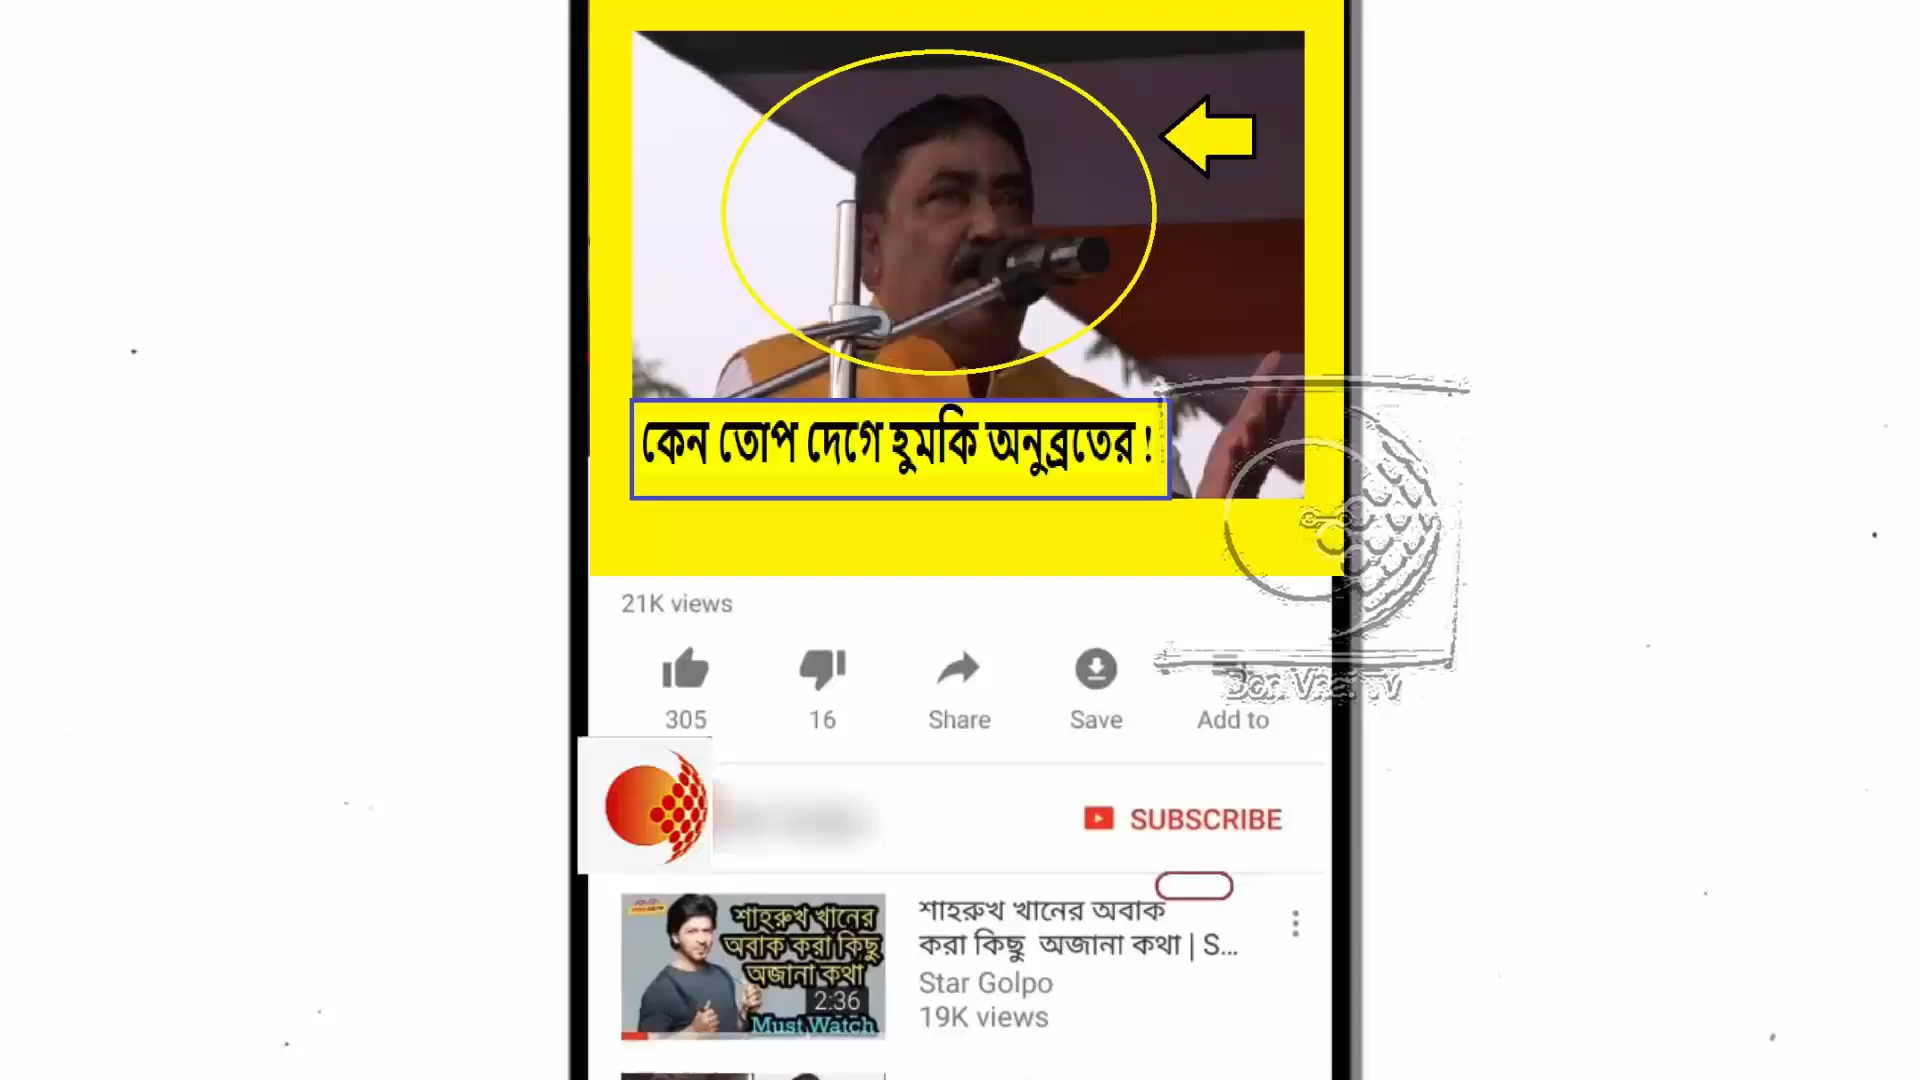 কেন তোপ দেগে হুমকি অনুব্রতের !
21K views
305
16
Share
Save
Add to
SUBSCRIBE
শাহরুখ খানের
অবাক করা কিছু
অজানা কথা
2:36
Must Watch
শাহরুখ খানের অবাক
করা কিছু অজানা কথা | S...
Star Golpo
19K views